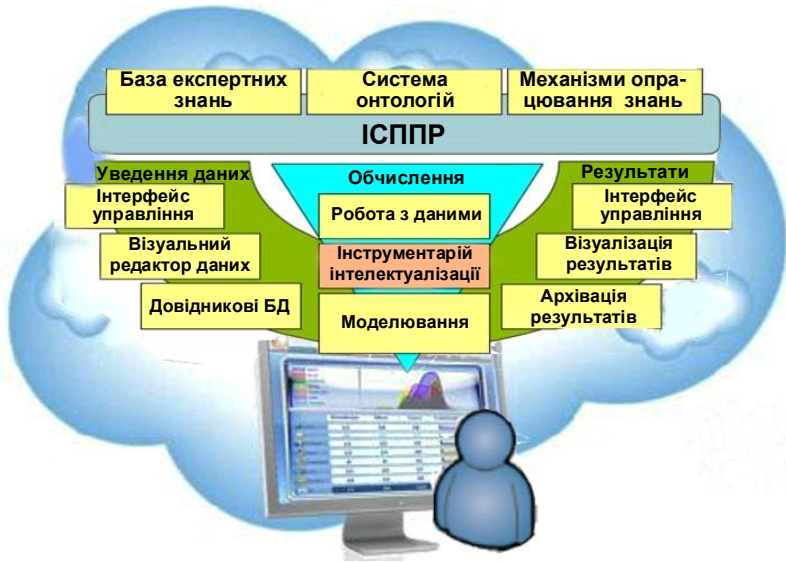 База експертних
знань
Система
онтологій
Механізми опра-
цювання знань
ІСППР
Уведення даних
Обчислення
Результати
Інтерфейс
управління
Робота з даними
Інтерфейс
управління
Візуальний
редактор даних
Інструментарій
інтелектуалізації
Візуалізація
результатів
Довідникові БД
Моделювання
Архівація
результатів